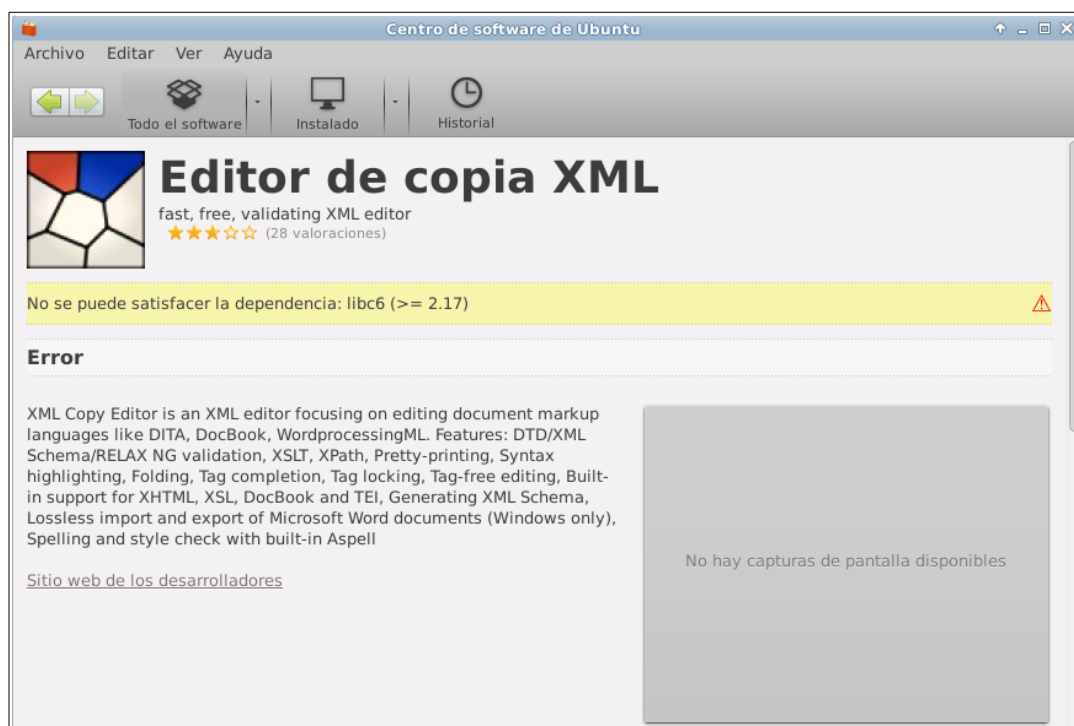 Centro de software de Ubuntu
Archivo Editar Ver Ayuda
Todo el software Instalado Historial
Editor de copia XML
fast, free, validating XML editor
(28 valoraciones)
No se puede satisfacer la dependencia: libc6 (>= 2.17)
Error
XML Copy Editor is an XML editor focusing on editing document markup
languages like DITA, DocBook, WordprocessingML. Features: DTD/XML
Schema/RELAX NG validation, XSLT, XPath, Pretty-printing, Syntax
highlighting, Folding, Tag completion, Tag locking, Tag-free editing, Built-
in support for XHTML, XSL, DocBook and TEI, Generating XML Schema,
Lossless import and export of Microsoft Word documents (Windows only),
Spelling and style check with built-in Aspell
No hay capturas de pantalla disponibles
Sitio web de los desarrolladores